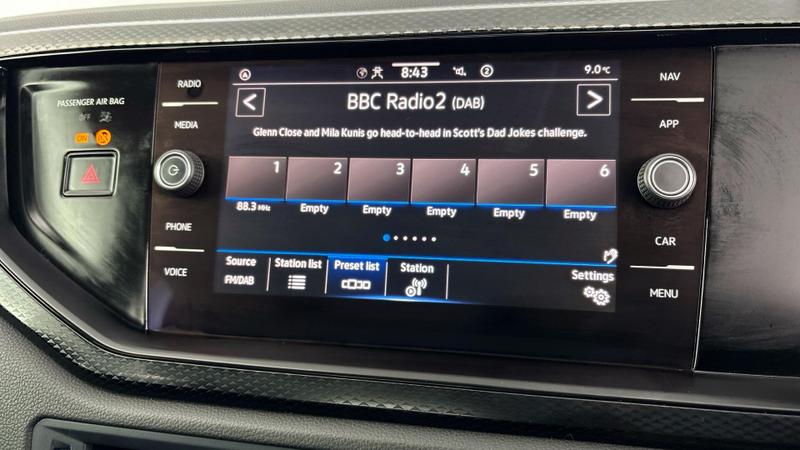 RADIO
MEDIA
PHONE
VOICE
PASSENGER AIR BAG
OFF
ON
A
8:43
2
9.0°C
BBC Radio2 (DAB)
Glenn Close and Mila Kunis go head-to-head in Scott's Dad Jokes challenge.
1 2 3 4 5 6
88.3 MHz Empty Empty Empty Empty Empty
Source Station list Preset list Station Settings
FM/DAB
NAV
APP
CAR
MENU